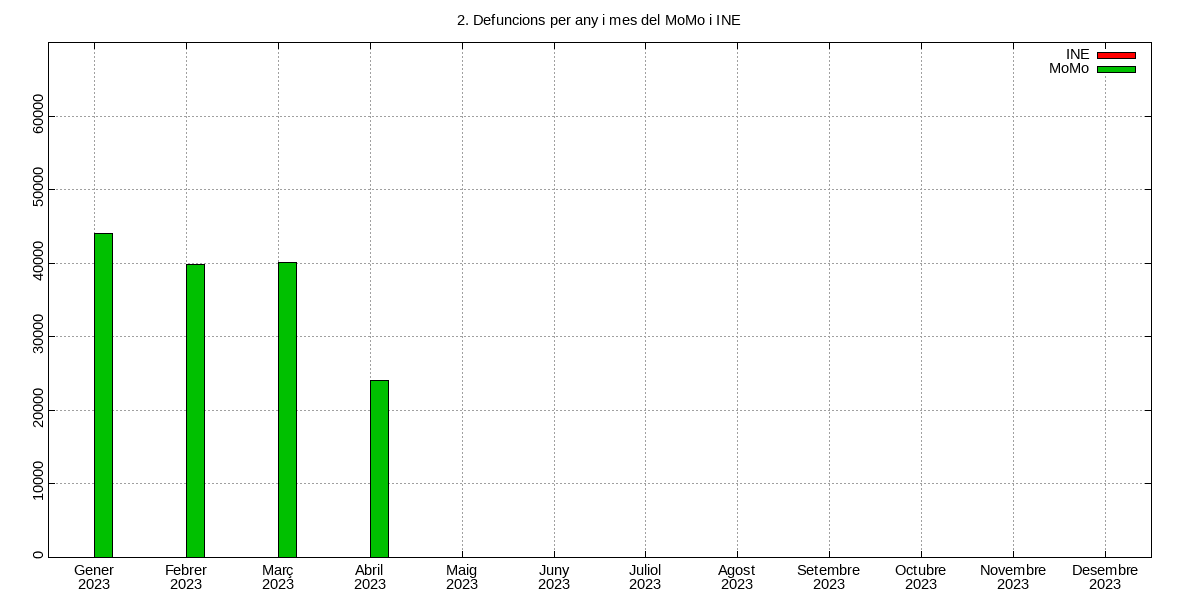 2. Defuncions per any i mes del MoMo i INE
INE
MoMo
60000
50000
40000
30000
20000
10000
0
Gener Febrer Març Abril Maig Juny Juliol Agost Setembre Octubre Novembre Desembre
2023 2023 2023 2023 2023 2023 2023 2023 2023 2023 2023 2023